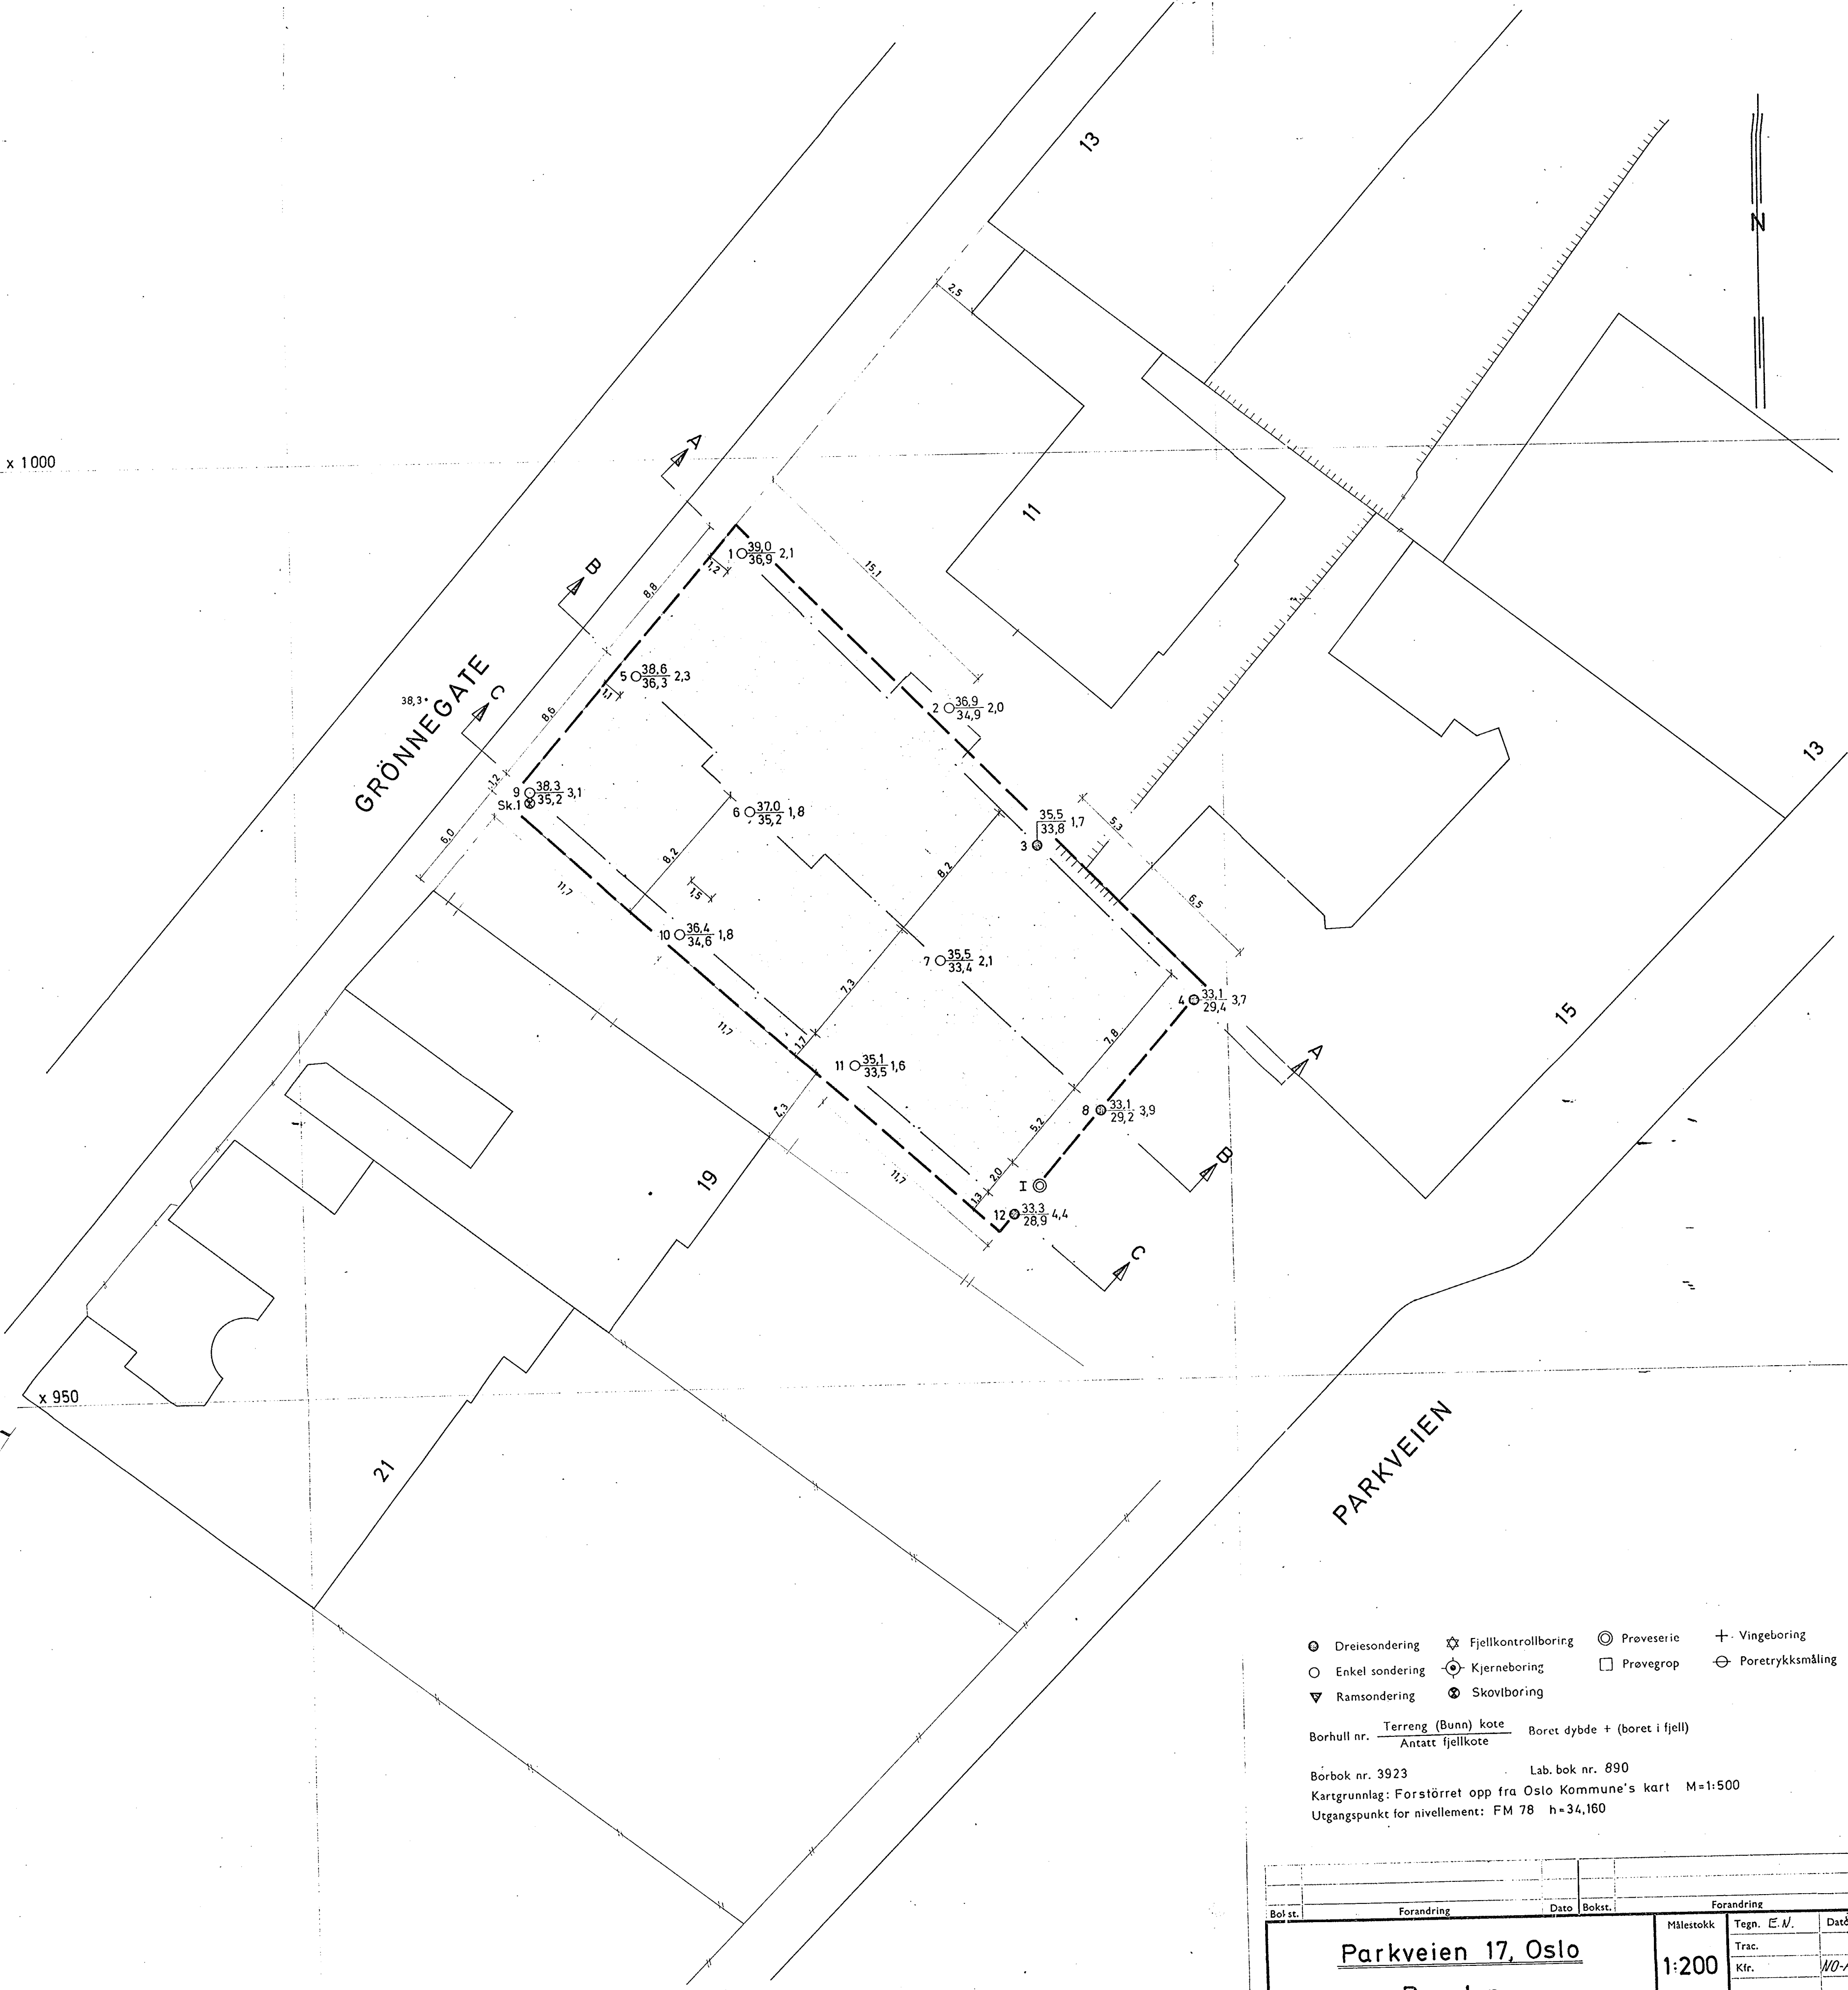 13
N
2,5
x 1000
A
11
1 39,0 2,1
36,9
1,2
15,1
B
8,8
5 38,6 2,3
36,3
1,1
GRÖNNEGATE
38,3
C
2 36,9 2,0
34,9
8,6
13
1,2
9 38,3 3,1
Sk.1 35,2
6 37,0 1,8
35,2
35,5 1,7
33,8
3
5,3
6,0
8,2
8,2
11,7
1,5
6,5
10 36,4 1,8
34,6
7 35,5 2,1
33,4
7,3
4 33,1 3,7
29,4
15
11,7
1,7
7,8
A
11 35,1 1,6
33,5
4,3
8 33,1 3,9
29,2
5,2
B
19
11,7
2,0
I
1,3
12 33,3 4,4
28,9
C
x 950
21
PARKVEIEN
Dreiesondering Fjellkontrollboring Prøveserie Vingeboring
Enkel sondering Kjerneboring Prøvegrop Poretrykksmåling
Ramsondering Skovlboring
Borhull nr. Terreng (Bunn) kote Boret dybde + (boret i fjell)
Antatt fjellkote
Borbok nr. 3923 Lab. bok nr. 890
Kartgrunnlag: Forstörret opp fra Oslo Kommune's kart M=1:500
Utgangspunkt for nivellement: FM 78 h=34,160
Bokst. Forandring Dato Bokst. Forandring
Parkveien 17, Oslo
Målestokk
1:200
Tegn. E.N.
Trac.
Kfr.